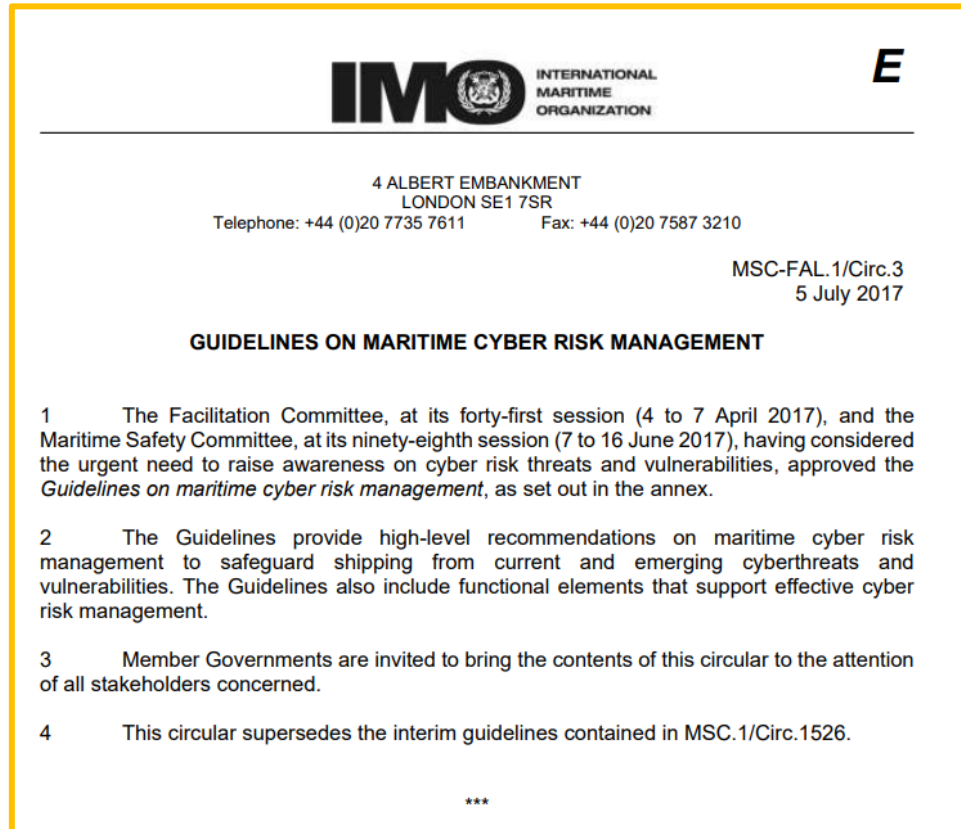 E
IMO INTERNATIONAL
MARITIME
ORGANIZATION
4 ALBERT EMBANKMENT
LONDON SE1 7SR
Telephone: +44 (0)20 7735 7611 Fax: +44 (0)20 7587 3210
MSC-FAL.1/Circ.3
5 July 2017
GUIDELINES ON MARITIME CYBER RISK MANAGEMENT
1 The Facilitation Committee, at its forty-first session (4 to 7 April 2017), and the
Maritime Safety Committee, at its ninety-eighth session (7 to 16 June 2017), having considered
the urgent need to raise awareness on cyber risk threats and vulnerabilities, approved the
Guidelines on maritime cyber risk management, as set out in the annex.
2 The Guidelines provide high-level recommendations on maritime cyber risk
management to safeguard shipping from current and emerging cyberthreats and
vulnerabilities. The Guidelines also include functional elements that support effective cyber
risk management.
3 Member Governments are invited to bring the contents of this circular to the attention
of all stakeholders concerned.
4 This circular supersedes the interim guidelines contained in MSC.1/Circ.1526.
***